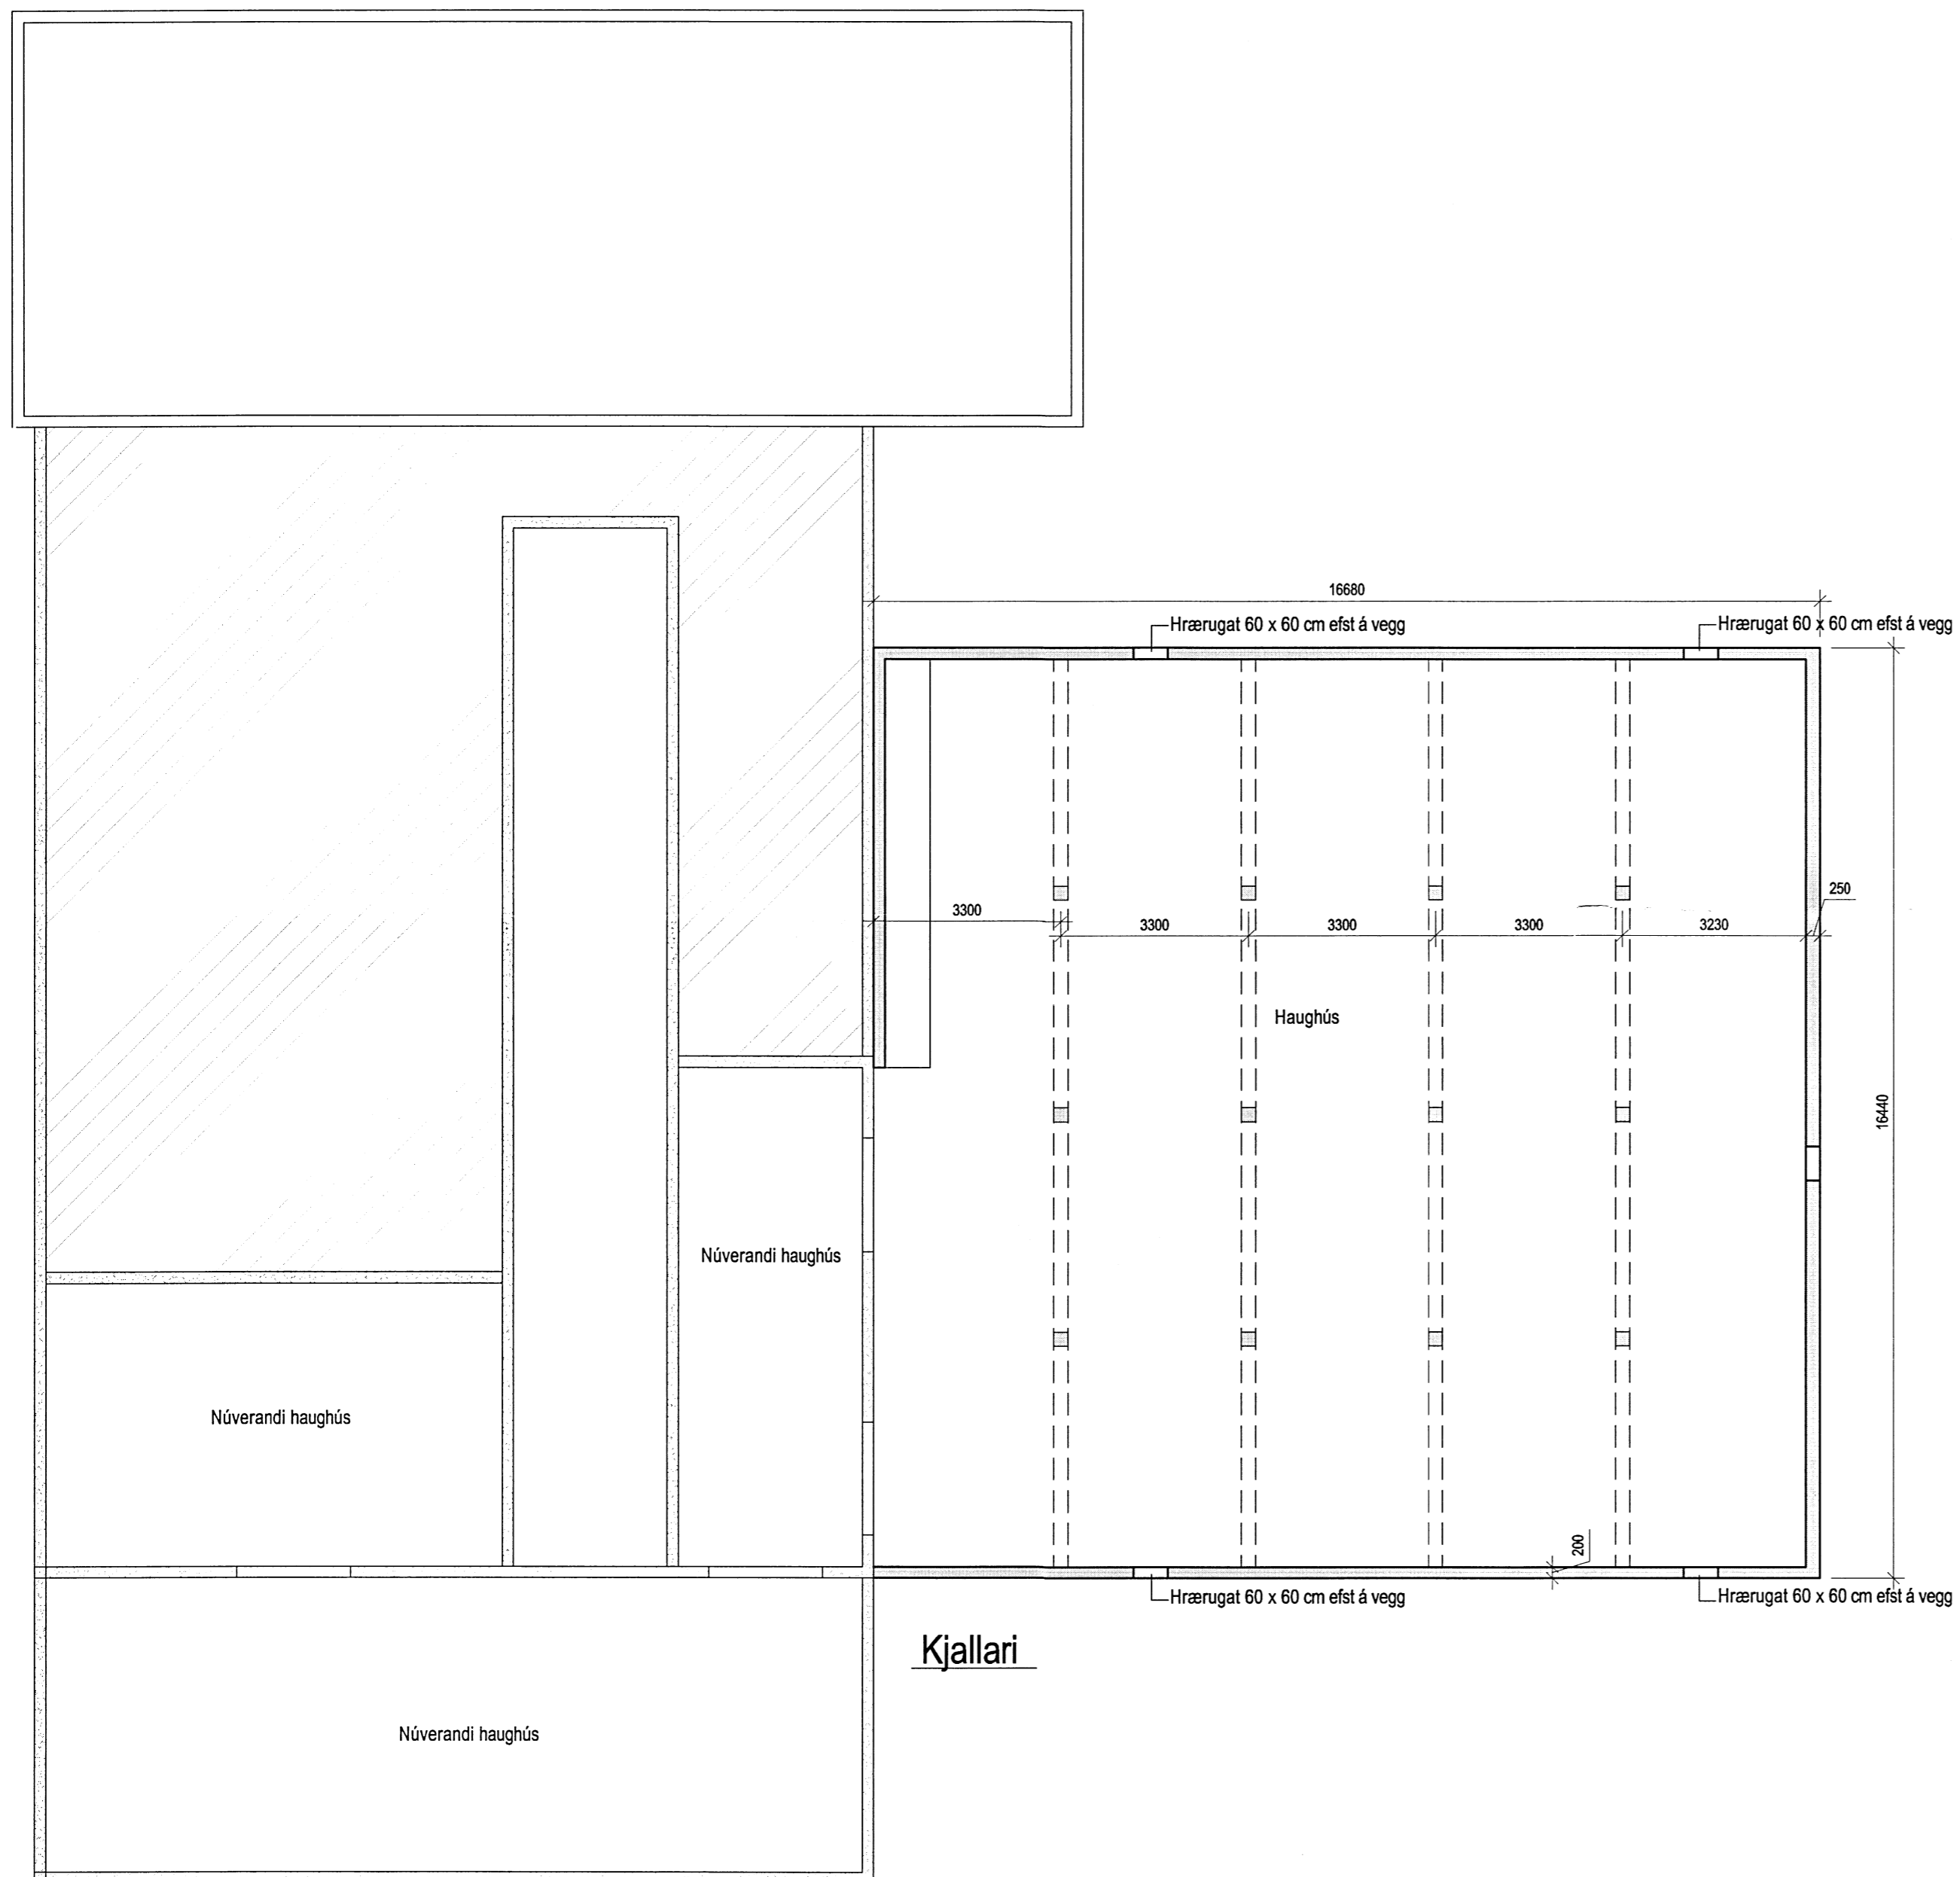 16680
Hrærugat 60 x 60 cm efst á vegg
Hrærugat 60 x 60 cm efst á vegg
250
3300
3300
3300
3300
3230
Haughús
16440
Núverandi haughús
Núverandi haughús
200
Hrærugat 60 x 60 cm efst á vegg
Hrærugat 60 x 60 cm efst á vegg
Kjallari
Núverandi haughús